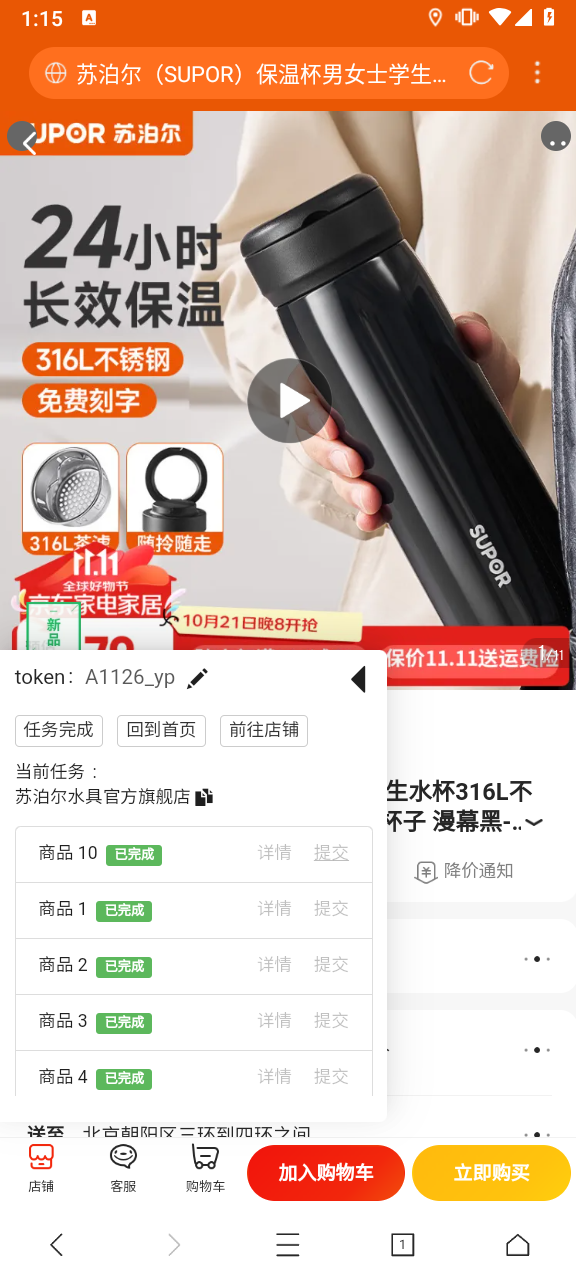 1:15
苏泊尔（SUPOR）保温杯男女士学生...
SUPOR 苏泊尔
24小时
长效保温
316L不锈钢
免费刻字
316L茶滤
随拎随走
SUPOR
11.11
全球好物节
京东家电家居
新品
10月21日晚8开抢
79
保价11.11送运费险
1/11
token： A1126_yp
任务完成
回到首页
前往店铺
当前任务 ：
苏泊尔水具官方旗舰店
生水杯316L不
杯子 漫幕黑-...
降价通知
商品 10 已完成 详情 提交
商品 1 已完成 详情 提交
商品 2 已完成 详情 提交
商品 3 已完成 详情 提交
商品 4 已完成 详情 提交
送至 北京朝阳区三环到四环之间
店铺
客服
购物车
加入购物车
立即购买
1